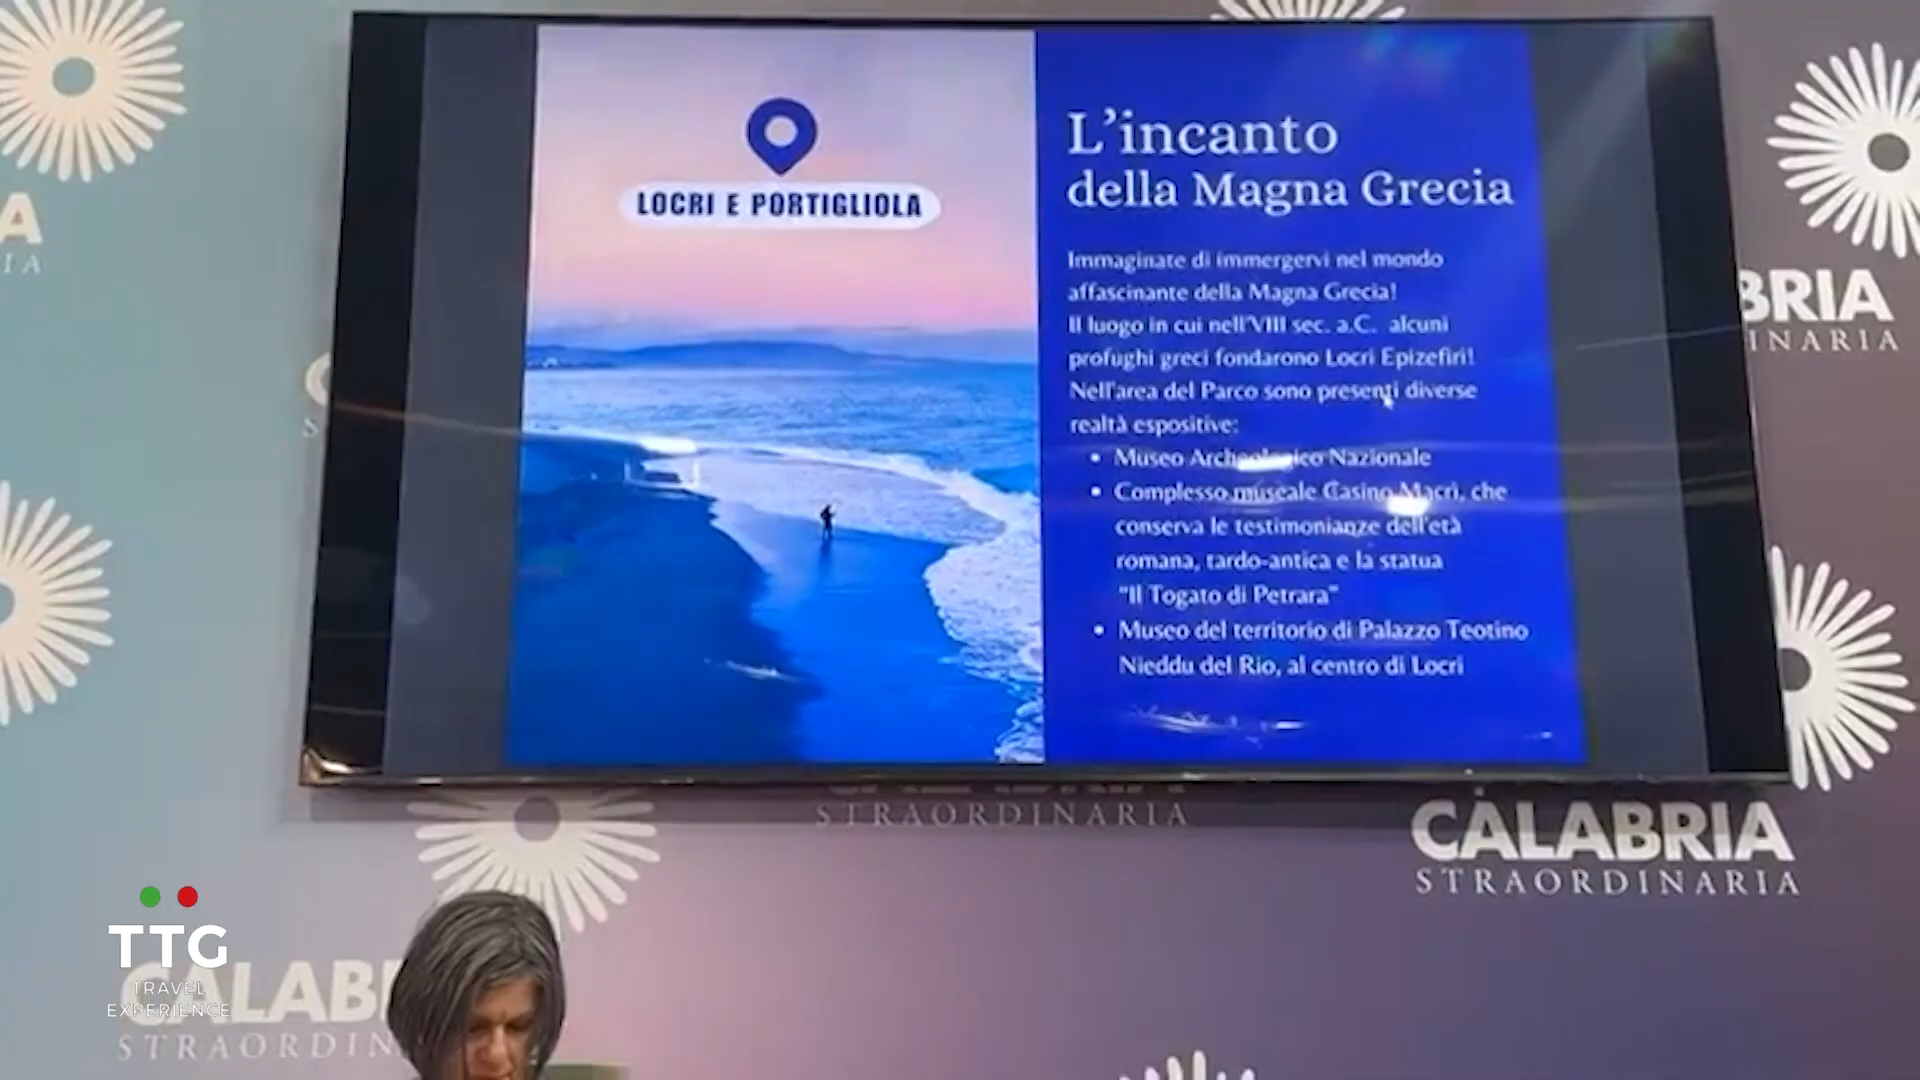 LOCRI E PORTIGLIOLA
L'incanto
della Magna Grecia
Immaginate di immergervi nel mondo
affascinante della Magna Grecia!
Il luogo in cui nell'VIII sec. a.C. alcuni
profughi greci fondarono Locri Epizefiri!
Nell'area del Parco sono presenti diverse
realtà espositive:
• Museo Archeologico Nazionale
• Complesso museale Casino Macrì, che
conserva le testimonianze dell'età
romana, tardo-antica e la statua
"Il Togato di Petrara"
• Museo del territorio di Palazzo Teotino
Nieddu del Rio, al centro di Locri
A
IA
BRIA
INARIA
CALABRIA
STRAORDINARIA
CALABRIA
STRAORDINARIA
TTG
TRAVEL
EXPERIENCE
CALAB
STRAORDIN